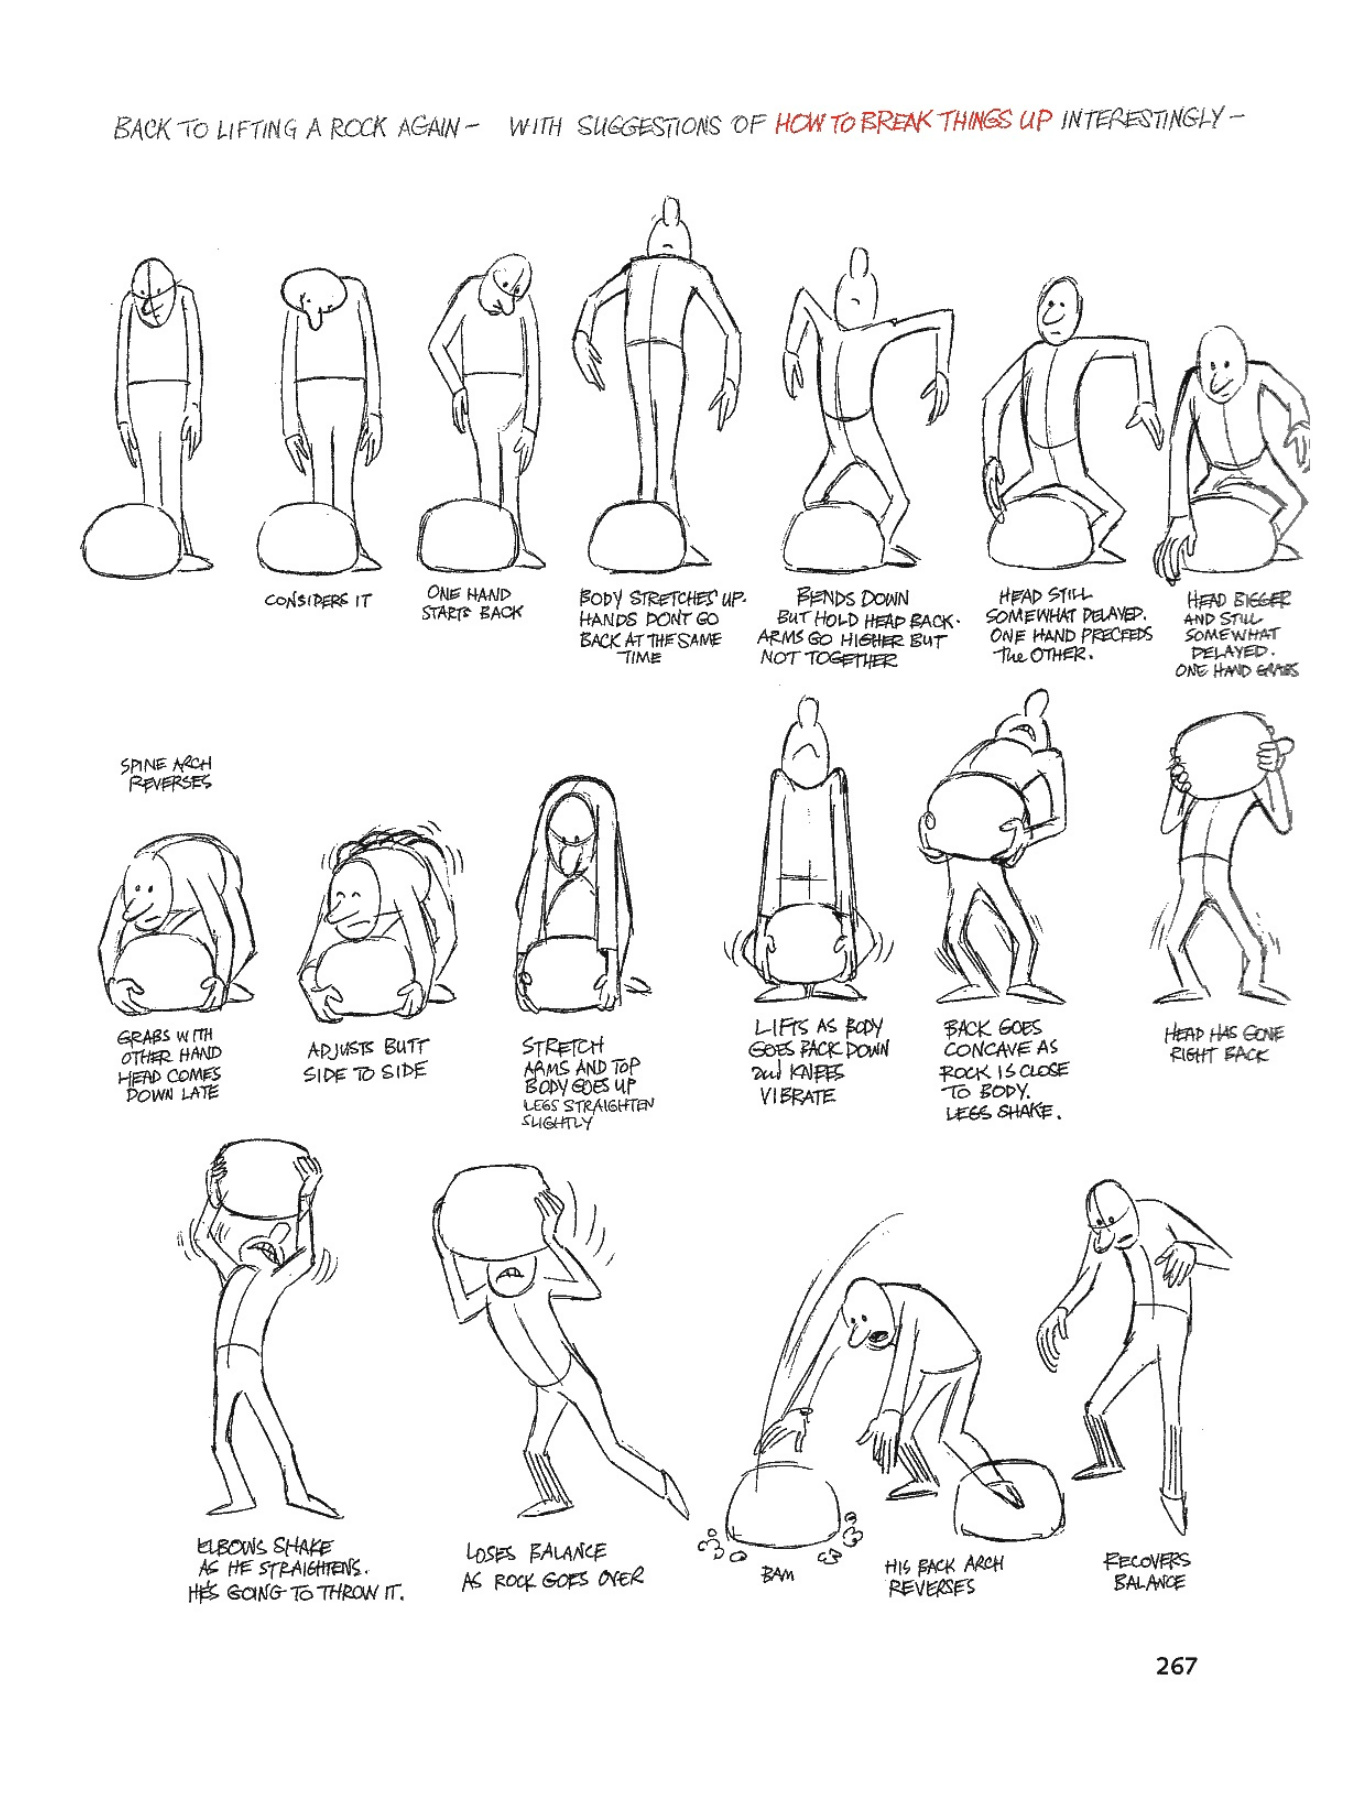 BACK TO LIFTING A ROCK AGAIN – WITH SUGGESTIONS OF HOW TO BREAK THINGS UP INTERESTINGLY –
CONSIDERS IT
ONE HAND
STARTS BACK
BODY STRETCHES UP.
HANDS DON'T GO
BACK AT THE SAME
TIME
BENDS DOWN
BUT HOLD HEAD BACK.
ARMS GO HIGHER BUT
NOT TOGETHER
HEAD STILL
SOMEWHAT DELAYED.
ONE HAND PRECEEDS
The OTHER.
HEAD BIGGER
AND STILL
SOMEWHAT
DELAYED.
ONE HAND GRABS
SPINE ARCH
REVERSES
GRABS WITH
OTHER HAND
HEAD COMES
DOWN LATE
ADJUSTS BUTT
SIDE TO SIDE
STRETCH
ARMS AND TOP
BODY GOES UP
LEGS STRAIGHTEN
SLIGHTLY
LIFTS AS BODY
GOES BACK DOWN
and KNEES
VIBRATE
BACK GOES
CONCAVE AS
ROCK IS CLOSE
TO BODY.
LEGS SHAKE.
HEAD HAS GONE
RIGHT BACK
ELBOWS SHAKE
AS HE STRAIGHTENS.
HE'S GOING TO THROW IT.
LOSES BALANCE
AS ROCK GOES OVER
BAM
HIS BACK ARCH
REVERSES
RECOVERS
BALANCE
267